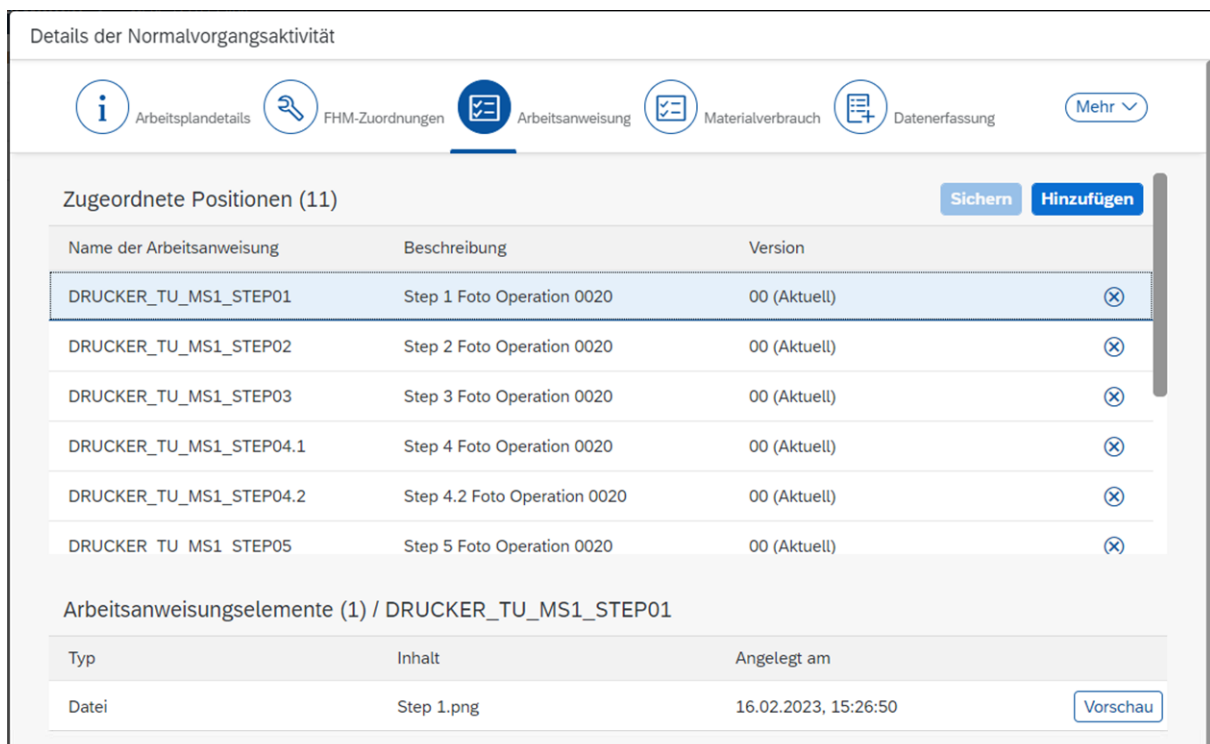 Details der Normalvorgangsaktivität
Arbeitsplandetails FHM-Zuordnungen Arbeitsanweisung Materialverbrauch Datenerfassung Mehr
Zugeordnete Positionen (11) Sichern Hinzufügen
Name der Arbeitsanweisung Beschreibung Version
DRUCKER_TU_MS1_STEP01 Step 1 Foto Operation 0020 00 (Aktuell)
DRUCKER_TU_MS1_STEP02 Step 2 Foto Operation 0020 00 (Aktuell)
DRUCKER_TU_MS1_STEP03 Step 3 Foto Operation 0020 00 (Aktuell)
DRUCKER_TU_MS1_STEP04.1 Step 4 Foto Operation 0020 00 (Aktuell)
DRUCKER_TU_MS1_STEP04.2 Step 4.2 Foto Operation 0020 00 (Aktuell)
DRUCKER_TU_MS1_STEP05 Step 5 Foto Operation 0020 00 (Aktuell)
Arbeitsanweisungselemente (1) / DRUCKER_TU_MS1_STEP01
Typ Inhalt Angelegt am
Datei Step 1.png 16.02.2023, 15:26:50 Vorschau